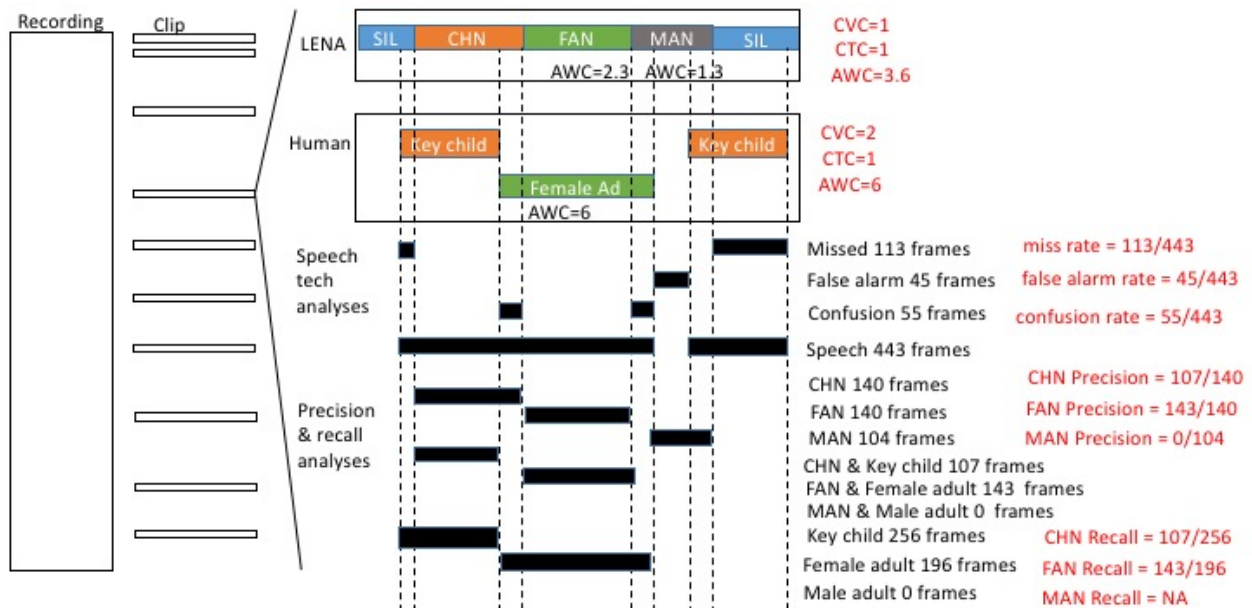 Recording
Clip
LENA
SIL
CHN
FAN
MAN
SIL
AWC=2.3
AWC=1.3
CVC=1
CTC=1
AWC=3.6
Human
Key child
Key child
Female Ad
AWC=6
CVC=2
CTC=1
AWC=6
Speech
tech
analyses
Missed 113 frames
miss rate = 113/443
False alarm 45 frames
false alarm rate = 45/443
Confusion 55 frames
confusion rate = 55/443
Speech 443 frames
Precision
& recall
analyses
CHN 140 frames
CHN Precision = 107/140
FAN 140 frames
FAN Precision = 143/140
MAN 104 frames
MAN Precision = 0/104
CHN & Key child 107 frames
FAN & Female adult 143 frames
MAN & Male adult 0 frames
Key child 256 frames
CHN Recall = 107/256
Female adult 196 frames
FAN Recall = 143/196
Male adult 0 frames
MAN Recall = NA